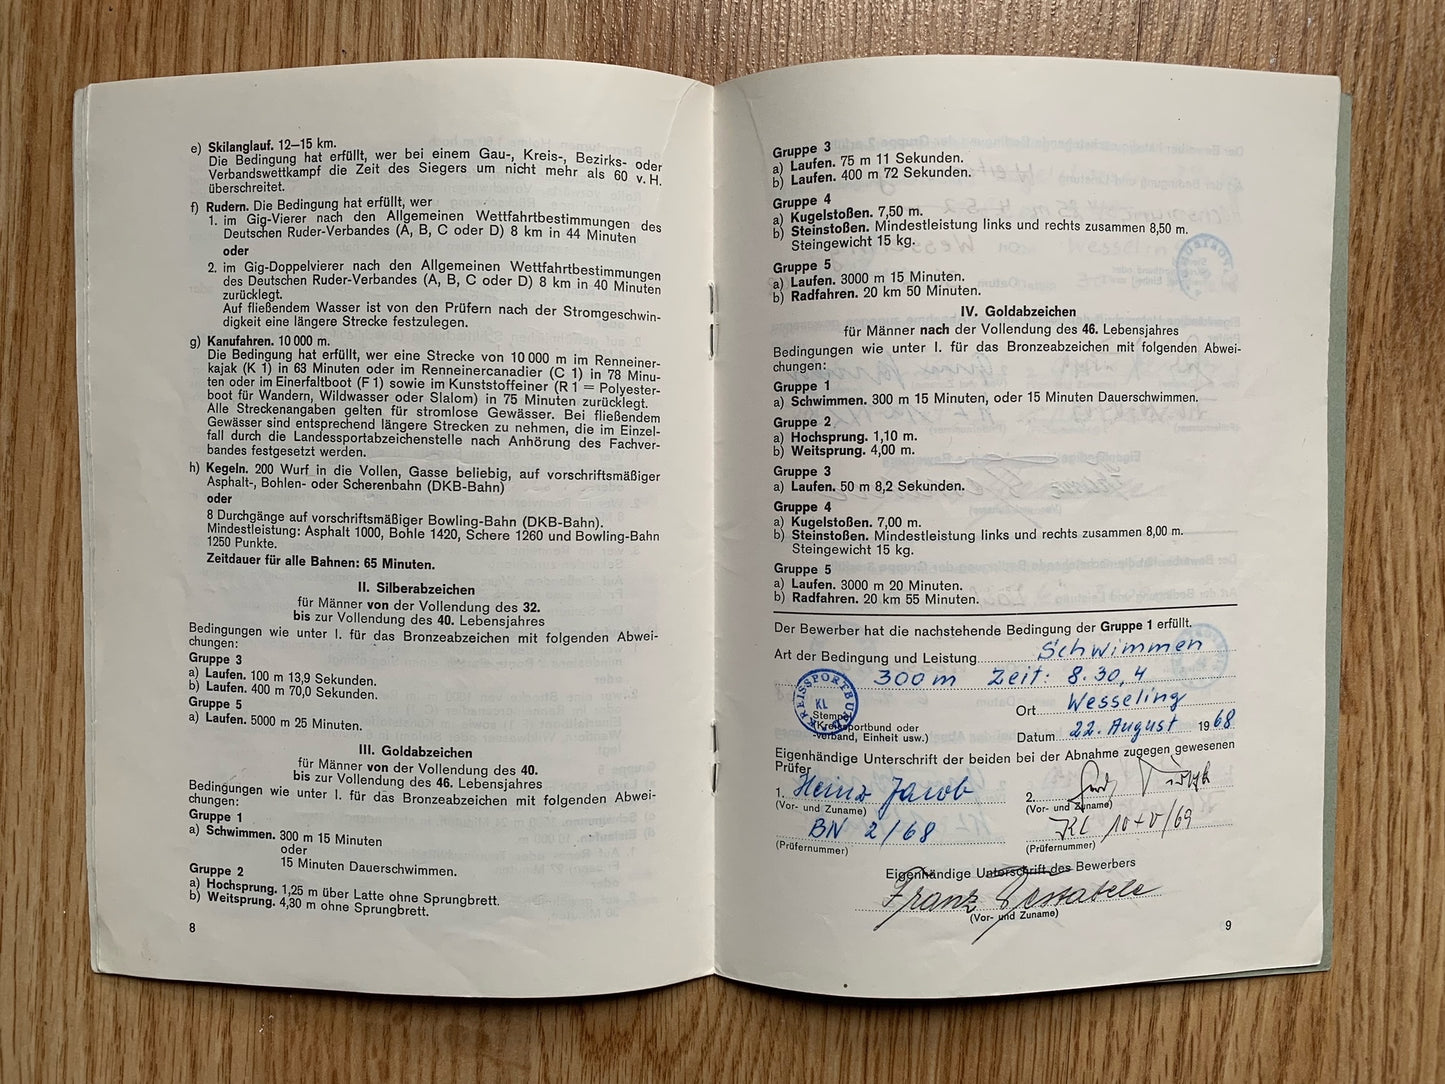 e) Skilanglauf. 12–15 km.
Die Bedingung hat erfüllt, wer bei einem Gau-, Kreis-, Bezirks- oder
Verbandswettkampf die Zeit des Siegers um nicht mehr als 60 v. H.
überschreitet.
f) Rudern. Die Bedingung hat erfüllt, wer
1. im Gig-Vierer nach den Allgemeinen Wettfahrtbestimmungen des
Deutschen Ruder-Verbandes (A, B, C oder D) 8 km in 44 Minuten
oder
2. im Gig-Doppelvierer nach den Allgemeinen Wettfahrtbestimmungen
des Deutschen Ruder-Verbandes (A, B, C oder D) 8 km in 40 Minuten
zurücklegt.
Auf fließendem Wasser ist von den Prüfern nach der Stromgeschwin-
digkeit eine längere Strecke festzulegen.
g) Kanufahren. 10 000 m.
Die Bedingung hat erfüllt, wer eine Strecke von 10 000 m im Renneiner-
kajak (K 1) in 63 Minuten oder im Renneinercanadier (C 1) in 78 Minu-
ten oder im Einerfaltboot (F 1) sowie im Kunststoffeiner (R 1 = Polyester-
boot für Wandern, Wildwasser oder Slalom) in 75 Minuten zurücklegt.
Alle Streckenangaben gelten für stromlose Gewässer. Bei fließendem
Gewässer sind entsprechend längere Strecken zu nehmen, die im Einzel-
fall durch die Landessportabzeichenstelle nach Anhörung des Fachver-
bandes festgesetzt werden.
h) Kegeln. 200 Wurf in die Vollen, Gasse beliebig, auf vorschriftsmäßiger
Asphalt-, Bohlen- oder Scherenbahn (DKB-Bahn)
oder
8 Durchgänge auf vorschriftsmäßiger Bowling-Bahn (DKB-Bahn).
Mindestleistung: Asphalt 1000, Bohle 1420, Schere 1260 und Bowling-Bahn
1250 Punkte.
Zeitdauer für alle Bahnen: 65 Minuten.
II. Silberabzeichen
für Männer von der Vollendung des 32.
bis zur Vollendung des 40. Lebensjahres
Bedingungen wie unter I. für das Bronzeabzeichen mit folgenden Abwei-
chungen:
Gruppe 3
a) Laufen. 100 m 13,9 Sekunden.
b) Laufen. 400 m 70,0 Sekunden.
Gruppe 5
a) Laufen. 5000 m 25 Minuten.
III. Goldabzeichen
für Männer von der Vollendung des 40.
bis zur Vollendung des 46. Lebensjahres
Bedingungen wie unter I. für das Bronzeabzeichen mit folgenden Abwei-
chungen:
Gruppe 1
a) Schwimmen. 300 m 15 Minuten
oder
15 Minuten Dauerschwimmen.
Gruppe 2
a) Hochsprung. 1,25 m über Latte ohne Sprungbrett.
b) Weitsprung. 4,30 m ohne Sprungbrett.
8
Gruppe 3
a) Laufen. 75 m 11 Sekunden.
b) Laufen. 400 m 72 Sekunden.
Gruppe 4
a) Kugelstoßen. 7,50 m.
b) Steinstoßen. Mindestleistung links und rechts zusammen 8,50 m.
Steingewicht 15 kg.
Gruppe 5
a) Laufen. 3000 m 15 Minuten.
b) Radfahren. 20 km 50 Minuten.
IV. Goldabzeichen
für Männer nach der Vollendung des 46. Lebensjahres
Bedingungen wie unter I. für das Bronzeabzeichen mit folgenden Abwei-
chungen:
Gruppe 1
a) Schwimmen. 300 m 15 Minuten, oder 15 Minuten Dauerschwimmen.
Gruppe 2
a) Hochsprung. 1,10 m.
b) Weitsprung. 4,00 m.
Gruppe 3
a) Laufen. 50 m 8,2 Sekunden.
Gruppe 4
a) Kugelstoßen. 7,00 m.
b) Steinstoßen. Mindestleistung links und rechts zusammen 8,00 m.
Steingewicht 15 kg.
Gruppe 5
a) Laufen. 3000 m 20 Minuten.
b) Radfahren. 20 km 55 Minuten.
Der Bewerber hat die nachstehende Bedingung der Gruppe 1 erfüllt.
Art der Bedingung und Leistung Schwimmen
300 m Zeit: 8.30,4
KREISSPORTBUND
KL
Ort Wesseling
Stempel
(Kreissportbund oder
-verband, Einheit usw.)
Datum 22. August 1968
Eigenhändige Unterschrift der beiden bei der Abnahme zugegen gewesenen
Prüfer
1. Heinz Jacob
2.
(Vor- und Zuname)
(Vor- und Zuname)
BN 2/68
KL
(Prüfernummer)
(Prüfernummer)
Eigenhändige Unterschrift des Bewerbers
Franz
(Vor- und Zuname)
9